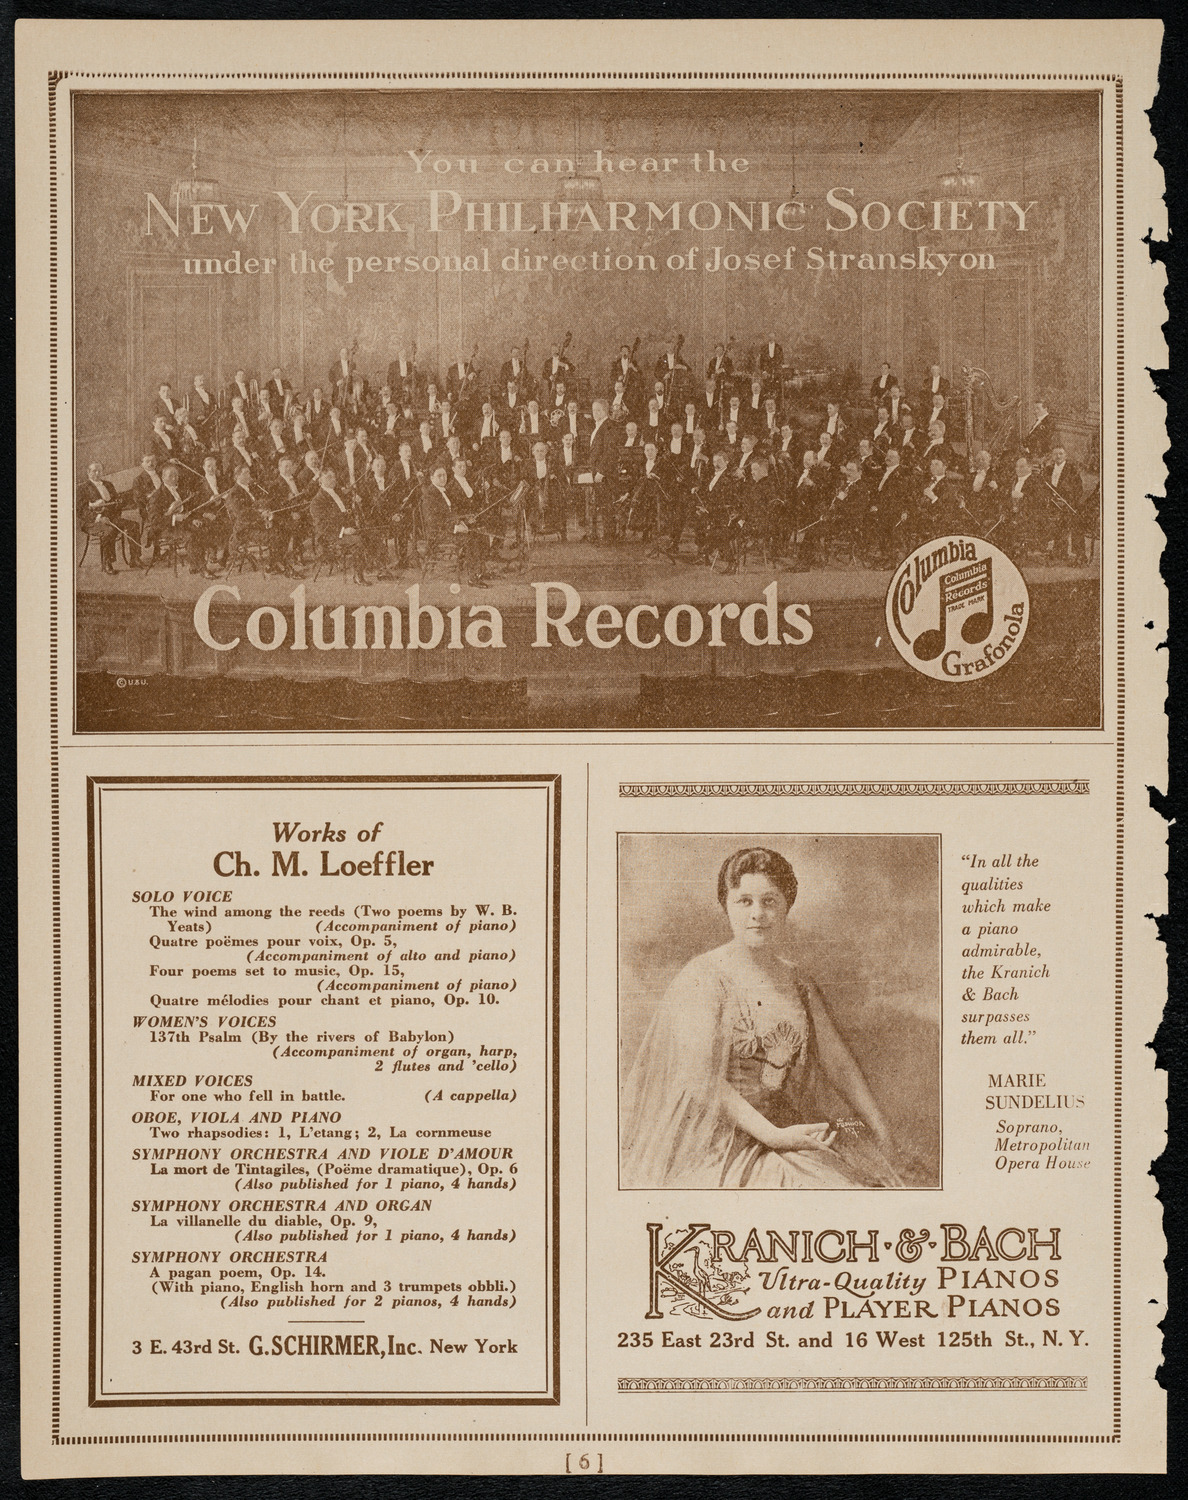 You can hear the
NEW YORK PHILHARMONIC SOCIETY
under the personal direction of Josef Stransky on
Columbia Records
Columbia
Columbia
Records
TRADE MARK
Grafonola
© U & U.
Works of
Ch. M. Loeffler
SOLO VOICE
The wind among the reeds (Two poems by W. B.
Yeats) (Accompaniment of piano)
Quatre poëmes pour voix, Op. 5,
(Accompaniment of alto and piano)
Four poems set to music, Op. 15,
(Accompaniment of piano)
Quatre mélodies pour chant et piano, Op. 10.
WOMEN'S VOICES
137th Psalm (By the rivers of Babylon)
(Accompaniment of organ, harp,
2 flutes and 'cello)
MIXED VOICES
For one who fell in battle. (A cappella)
OBOE, VIOLA AND PIANO
Two rhapsodies: 1, L'etang; 2, La cornmeuse
SYMPHONY ORCHESTRA AND VIOLE D'AMOUR
La mort de Tintagiles, (Poëme dramatique), Op. 6
(Also published for 1 piano, 4 hands)
SYMPHONY ORCHESTRA AND ORGAN
La villanelle du diable, Op. 9,
(Also published for 1 piano, 4 hands)
SYMPHONY ORCHESTRA
A pagan poem, Op. 14.
(With piano, English horn and 3 trumpets obbli.)
(Also published for 2 pianos, 4 hands)
3 E. 43rd St. G. SCHIRMER, Inc. New York
"In all the
qualities
which make
a piano
admirable,
the Kranich
& Bach
surpasses
them all."
MARIE
SUNDELIUS
Soprano,
Metropolitan
Opera House
KRANICH·&·BACH
Ultra-Quality PIANOS
and PLAYER PIANOS
235 East 23rd St. and 16 West 125th St., N. Y.
[ 6 ]